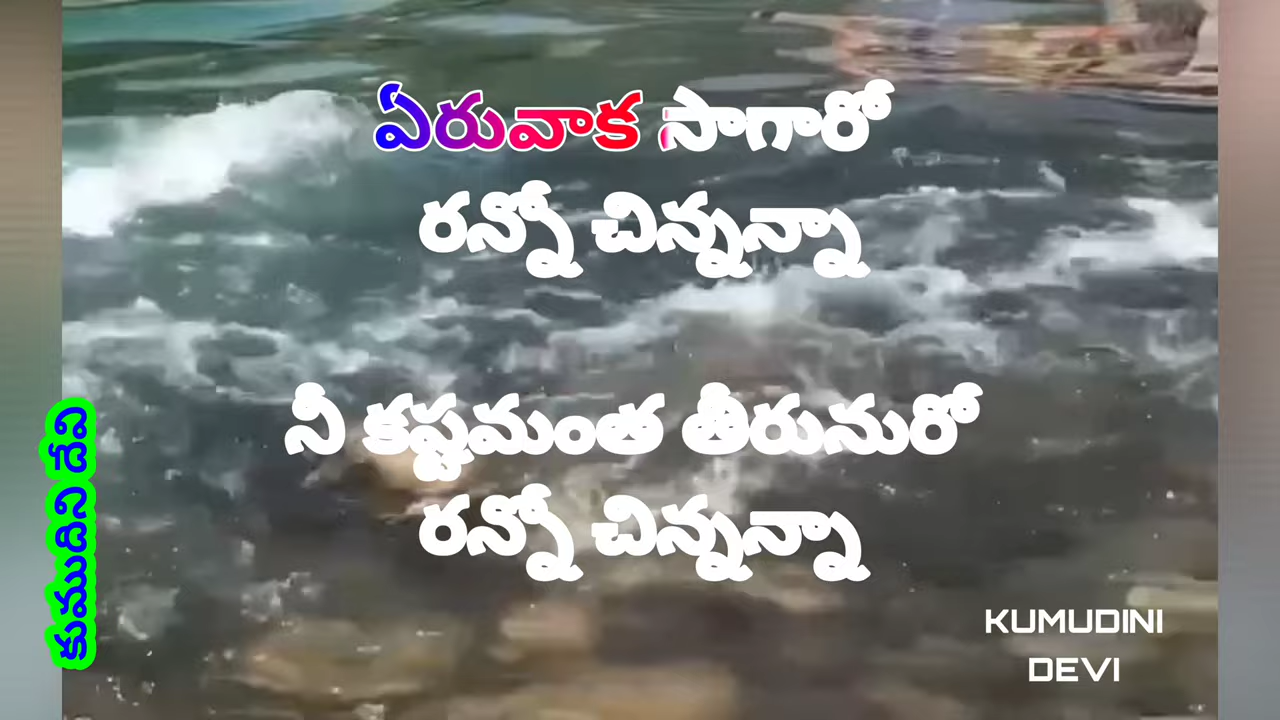 ఏరువాక సాగారో
రన్నో చిన్నన్నా
నీ కష్టమంత తీరునురో
రన్నో చిన్నన్నా
కుముదిని దేవి
KUMUDINI
DEVI